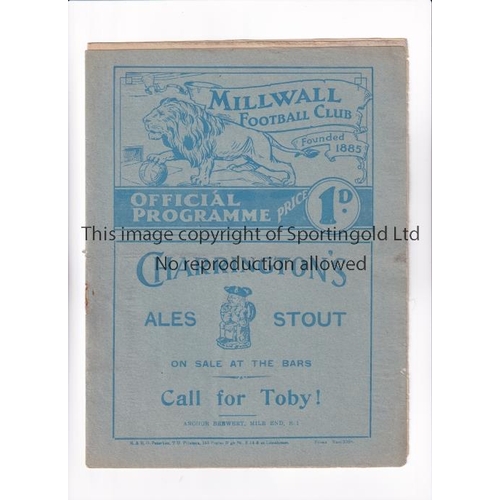 MILLWALL
FOOTBALL CLUB
Founded
1885
OFFICIAL
PROGRAMME
PRICE
1D.
This image copyright of Sportingold Ltd
No reproduction allowed
CHARRINGTON'S
ALES STOUT
ON SALE AT THE BARS
Call for Toby!
ANCHOR BREWERY, MILE END, E.1